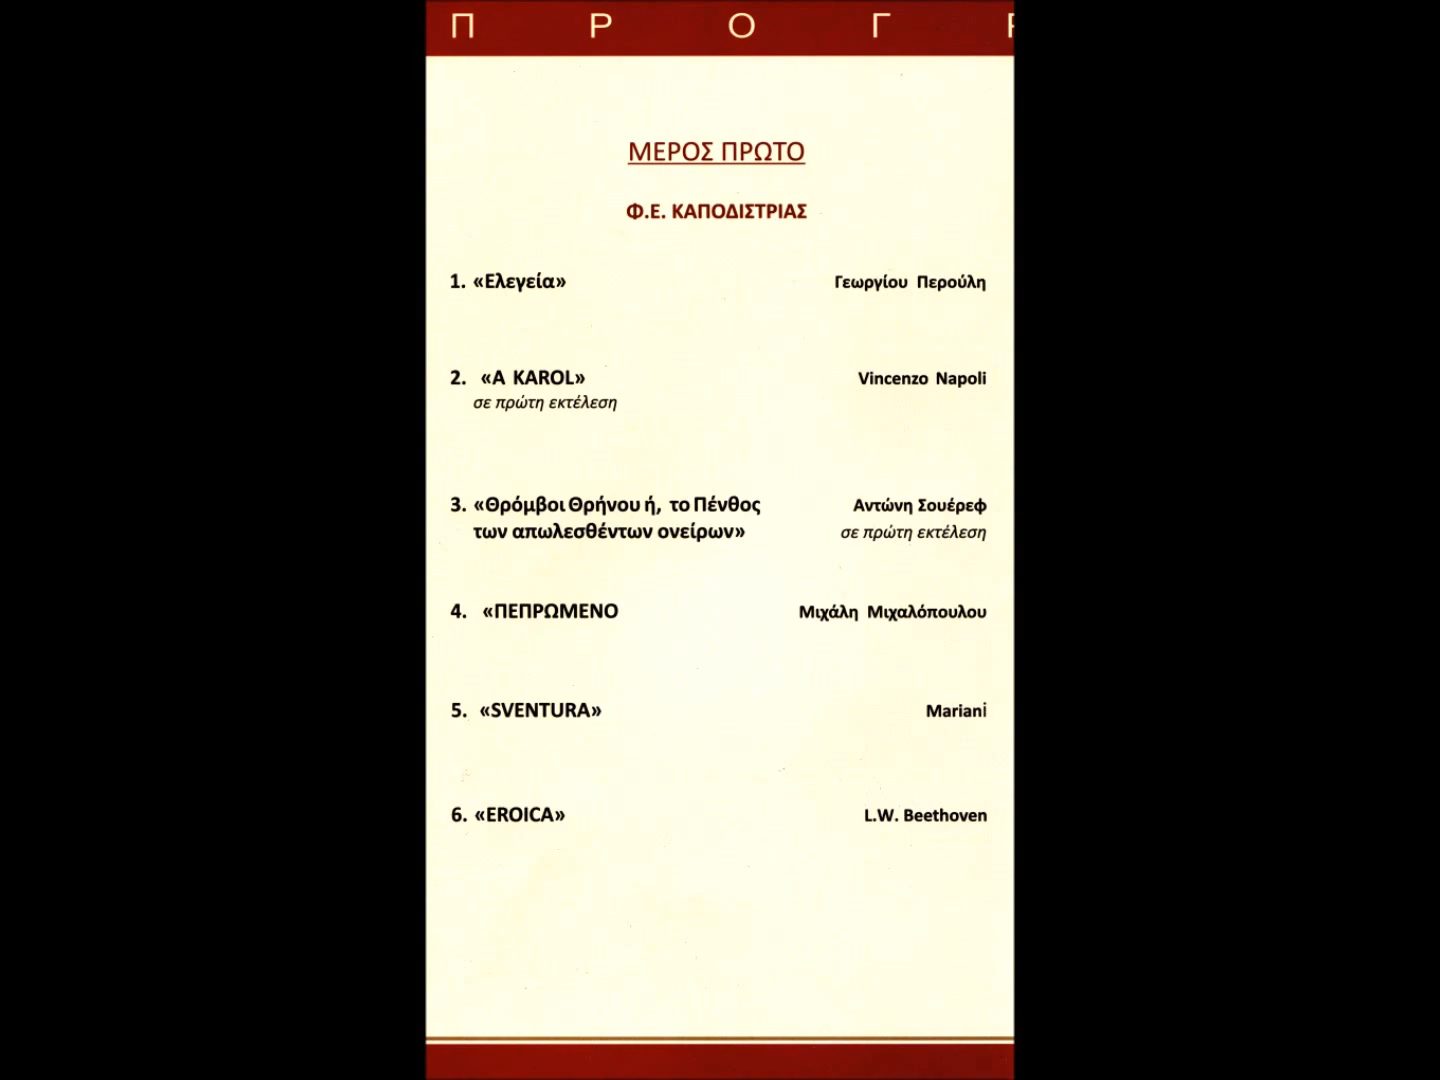 Π Ρ Ο Γ Ρ
ΜΕΡΟΣ ΠΡΩΤΟ
Φ.Ε. ΚΑΠΟΔΙΣΤΡΙΑΣ
1. «Ελεγεία» Γεωργίου Περούλη
2. «A KAROL» Vincenzo Napoli
σε πρώτη εκτέλεση
3. «Θρόμβοι Θρήνου ή, το Πένθος Αντώνη Σουέρεφ
των απωλεσθέντων ονείρων» σε πρώτη εκτέλεση
4. «ΠΕΠΡΩΜΕΝΟ Μιχάλη Μιχαλόπουλου
5. «SVENTURA» Mariani
6. «EROICA» L.W. Beethoven